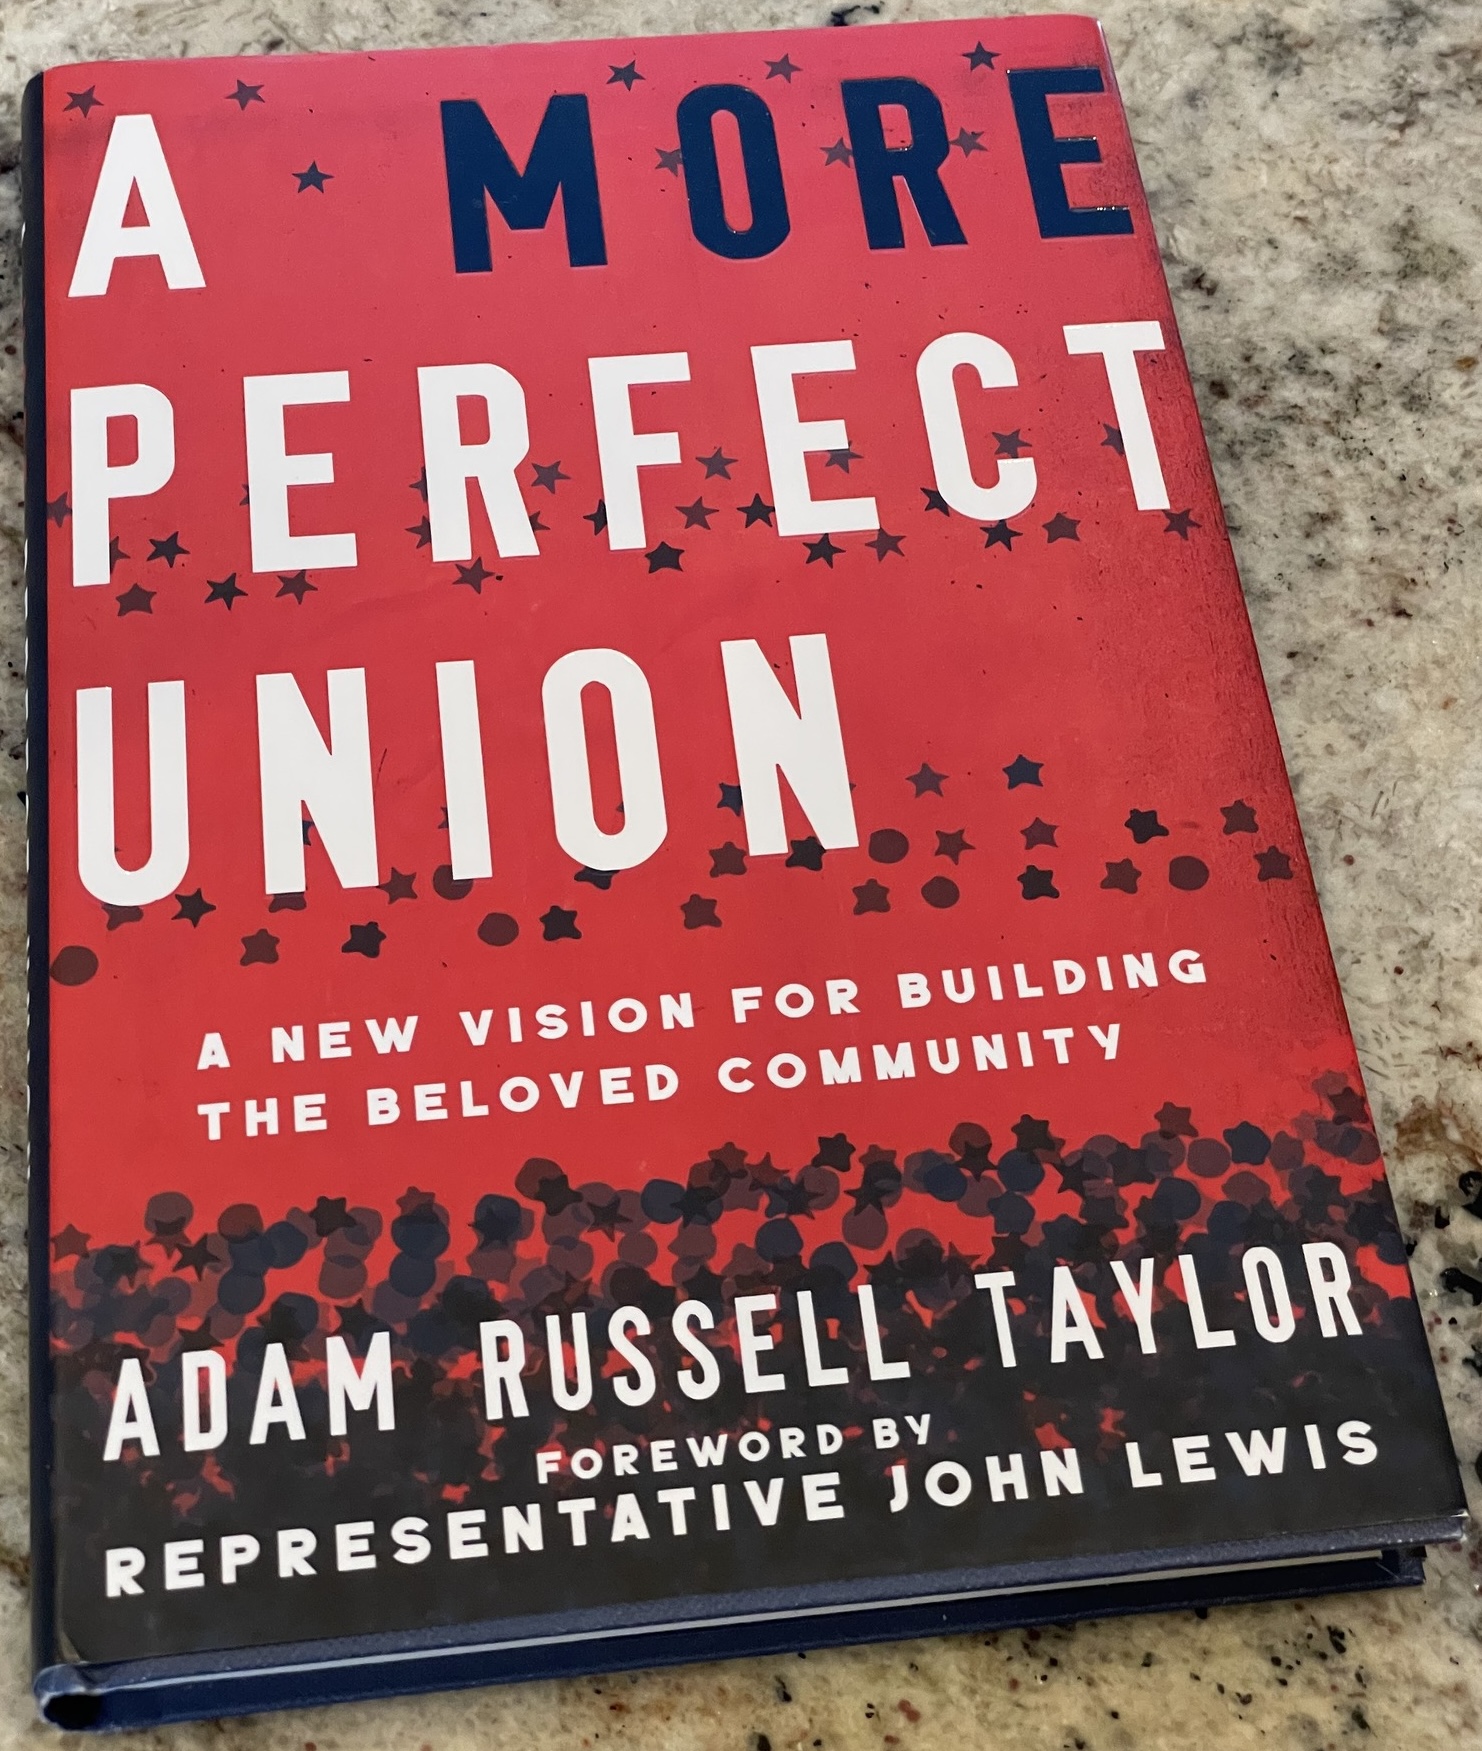 A MORE
PERFECT
UNION
A NEW VISION FOR BUILDING
THE BELOVED COMMUNITY
ADAM RUSSELL TAYLOR
FOREWORD BY
REPRESENTATIVE JOHN LEWIS